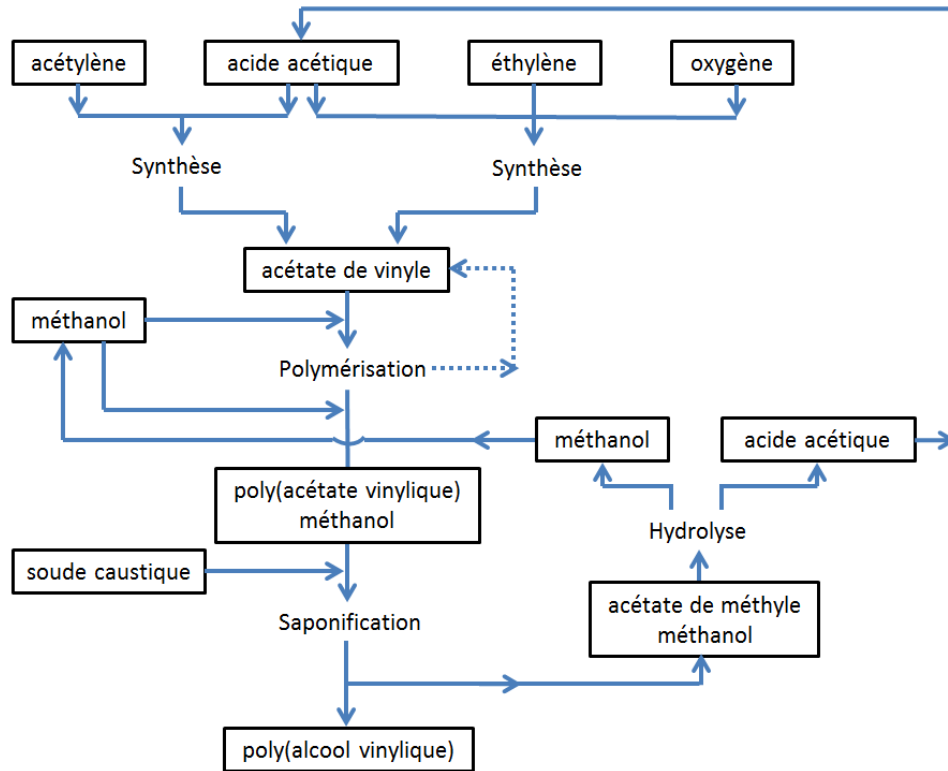 acétylène
acide acétique
éthylène
oxygène
Synthèse
Synthèse
acétate de vinyle
méthanol
Polymérisation
méthanol
acide acétique
poly(acétate vinylique)
méthanol
Hydrolyse
soude caustique
acétate de méthyle
méthanol
Saponification
poly(alcool vinylique)